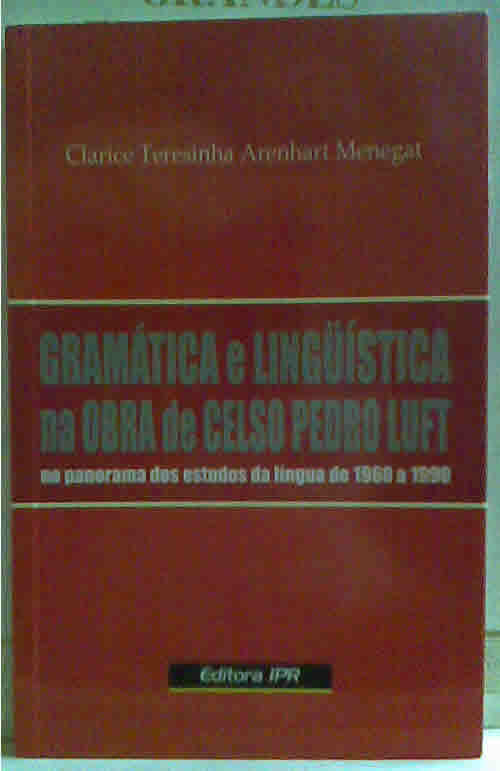 GRANDES
Clarice Teresinha Arenhart Menegat
GRAMÁTICA e LINGÜÍSTICA
na OBRA de CELSO PEDRO LUFT
no panorama dos estudos da língua de 1960 a 1990
Editora IPR